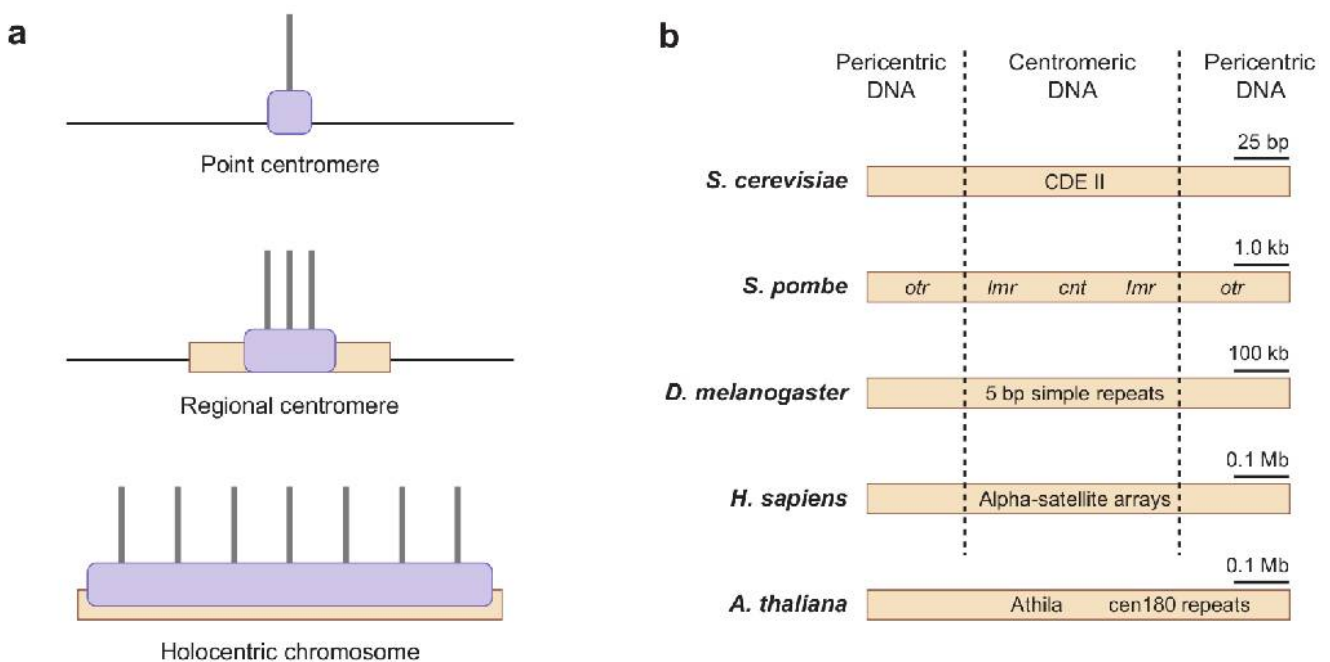 a
Point centromere
Regional centromere
Holocentric chromosome
b
Pericentric DNA
Centromeric DNA
Pericentric DNA
25 bp
S. cerevisiae
CDE II
1.0 kb
S. pombe
otr Imr cnt Imr otr
100 kb
D. melanogaster
5 bp simple repeats
0.1 Mb
H. sapiens
Alpha-satellite arrays
0.1 Mb
A. thaliana
Athila cen180 repeats